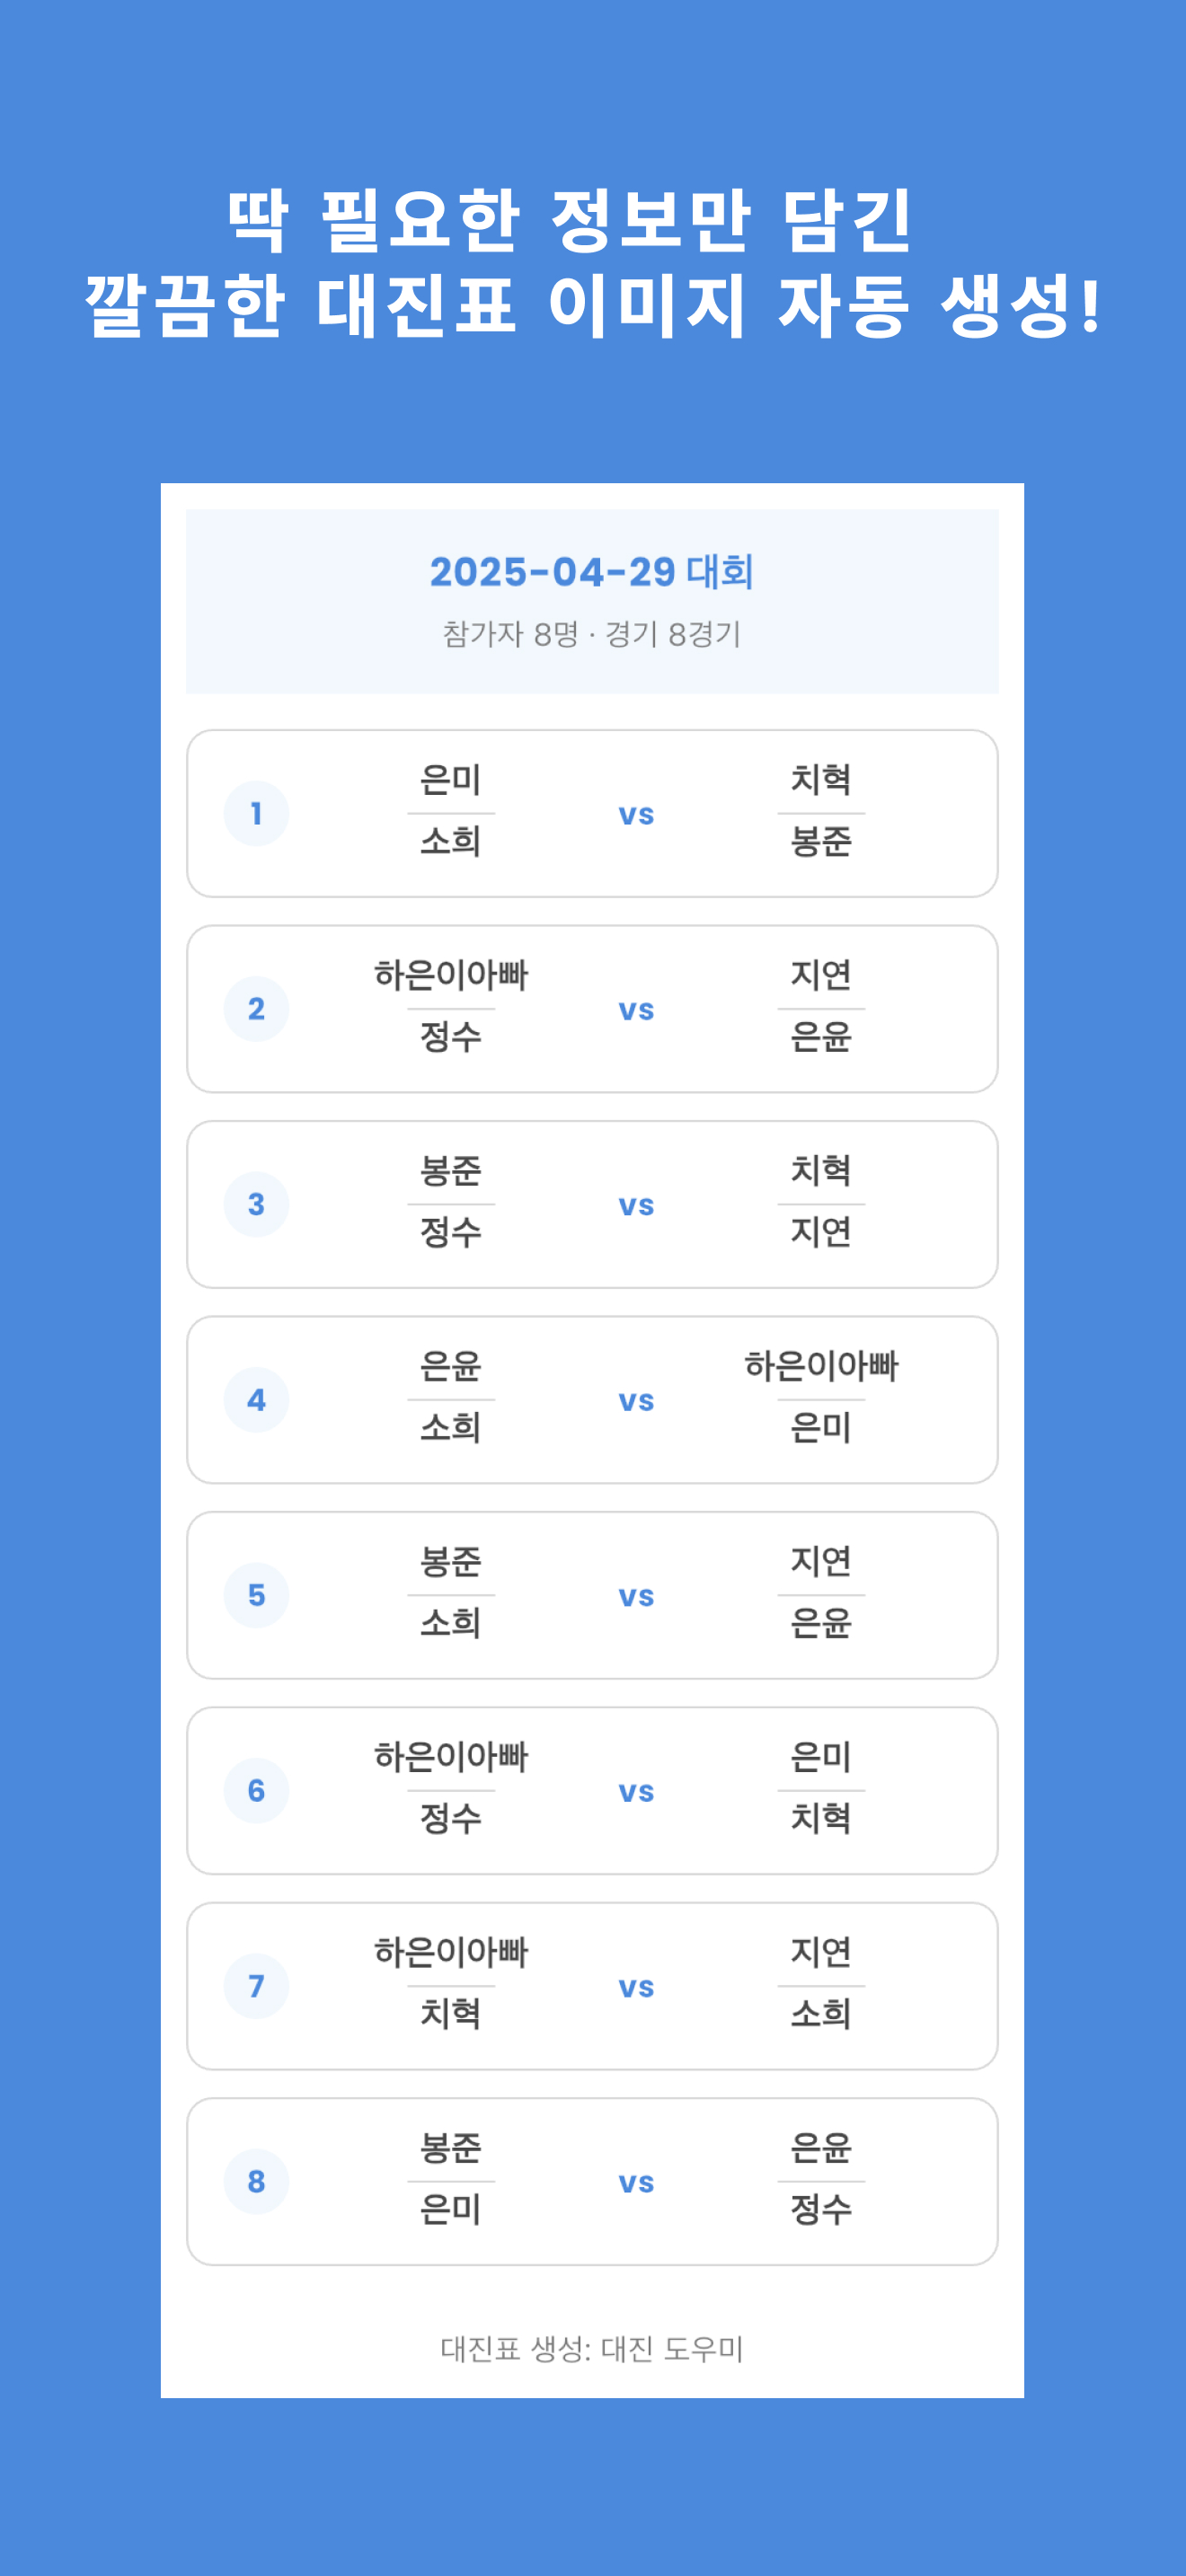 딱 필요한 정보만 담긴
깔끔한 대진표 이미지 자동 생성!
2025-04-29 대회
참가자 8명 · 경기 8경기
은미 치혁
1 vs
소희 봉준
하은이아빠 지연
2 vs
정수 은윤
봉준 치혁
3 vs
정수 지연
은윤 하은이아빠
4 vs
소희 은미
봉준 지연
5 vs
소희 은윤
하은이아빠 은미
6 vs
정수 치혁
하은이아빠 지연
7 vs
치혁 소희
봉준 은윤
8 vs
은미 정수
대진표 생성: 대진 도우미